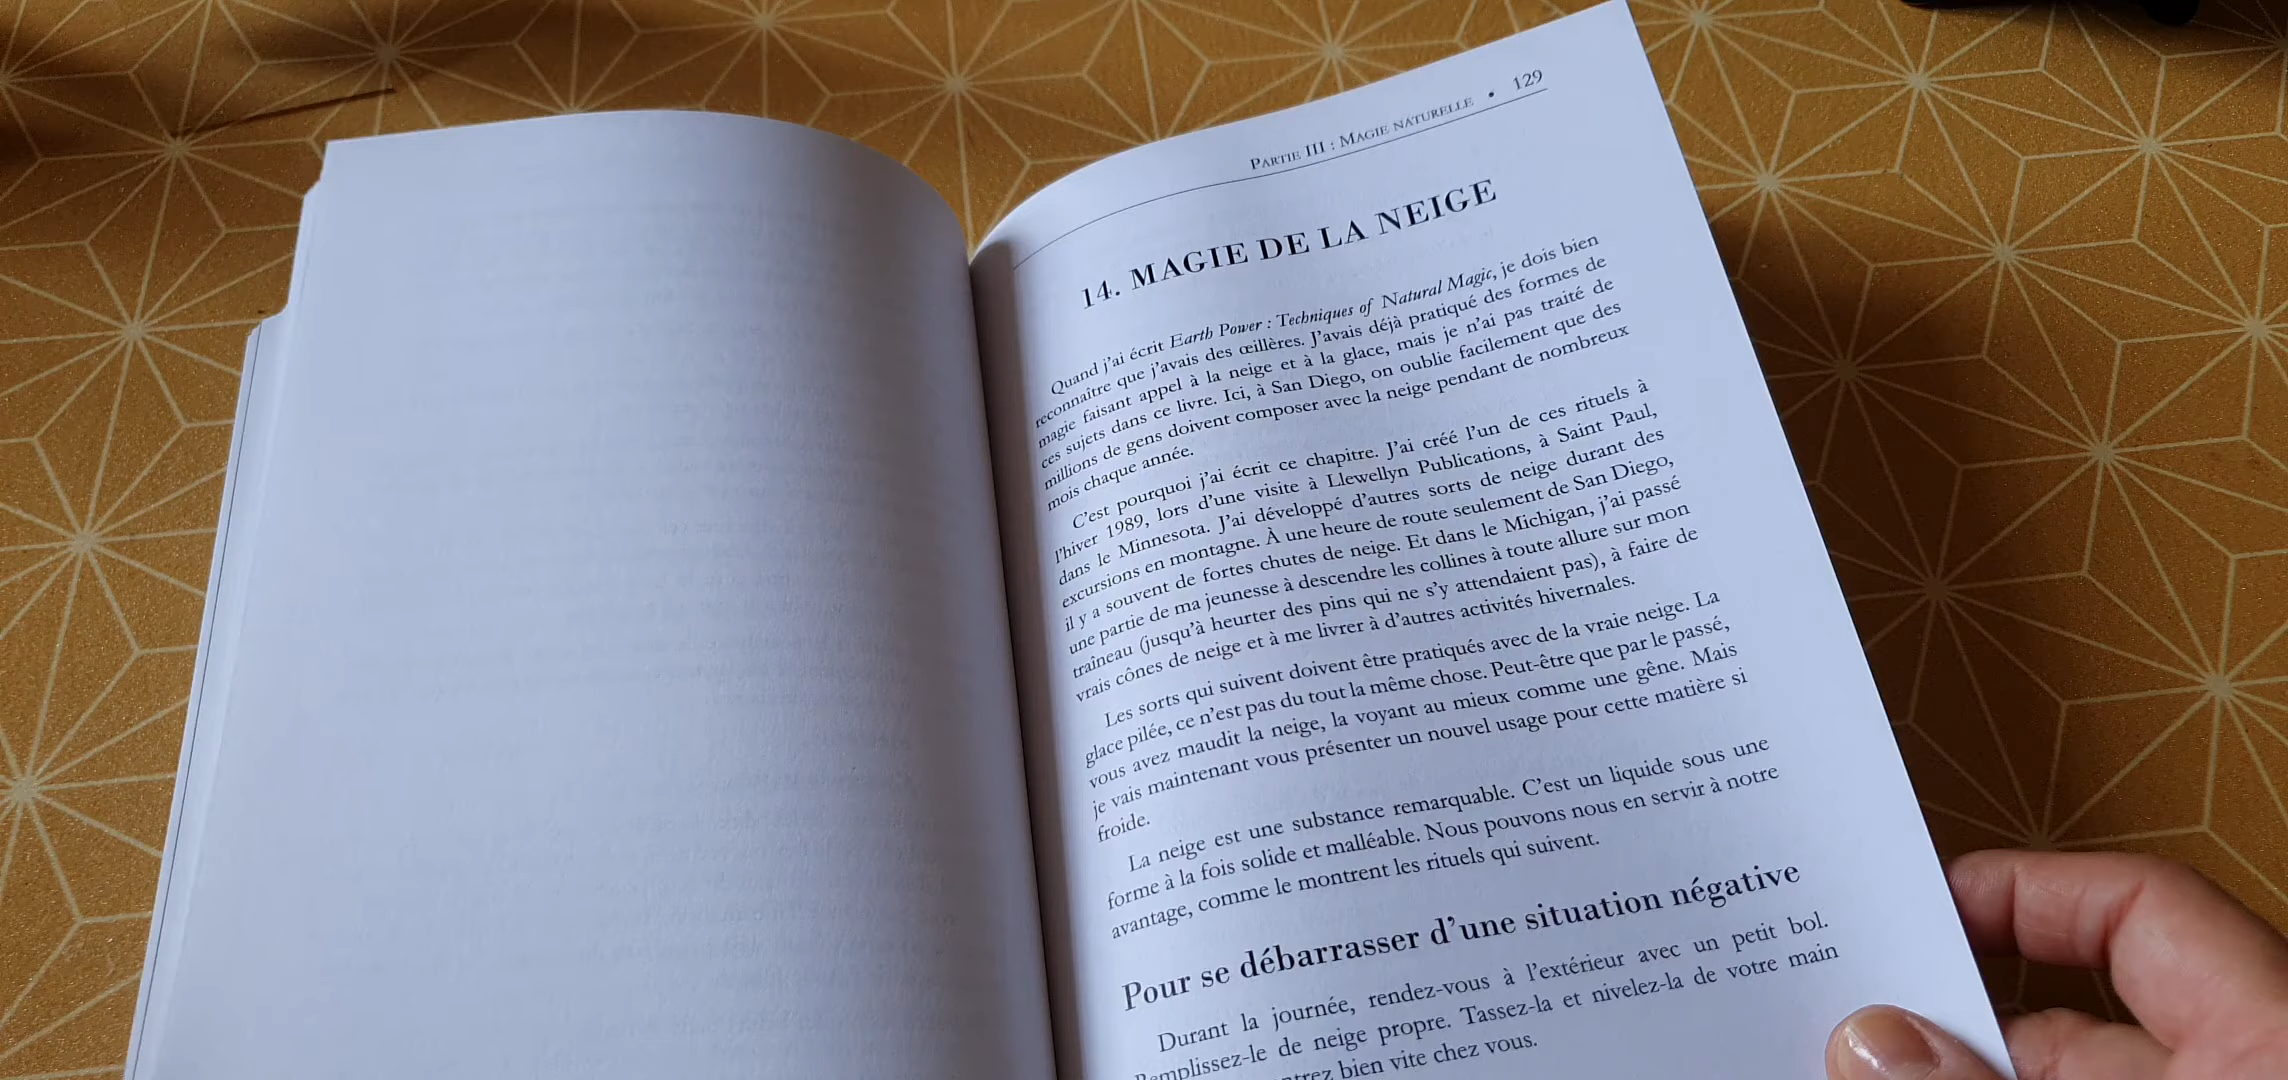 PARTIE III : MAGIE NATURELLE • 129
14. MAGIE DE LA NEIGE
Quand j'ai écrit Earth Power : Techniques of Natural Magic, je dois bien
reconnaître que j'avais des œillères. J'avais déjà pratiqué des formes de
magie faisant appel à la neige et à la glace, mais je n'ai pas traité de
ces sujets dans ce livre. Ici, à San Diego, on oublie facilement que des
millions de gens doivent composer avec la neige pendant de nombreux
mois chaque année.
C'est pourquoi j'ai écrit ce chapitre. J'ai créé l'un de ces rituels à
l'hiver 1989, lors d'une visite à Llewellyn Publications, à Saint Paul,
dans le Minnesota. J'ai développé d'autres sorts de neige durant des
excursions en montagne. À une heure de route seulement de San Diego,
il y a souvent de fortes chutes de neige. Et dans le Michigan, j'ai passé
une partie de ma jeunesse à descendre les collines à toute allure sur mon
traîneau (jusqu'à heurter des pins qui ne s'y attendaient pas), à faire de
vrais cônes de neige et à me livrer à d'autres activités hivernales.
Les sorts qui suivent doivent être pratiqués avec de la vraie neige. La
glace pilée, ce n'est pas du tout la même chose. Peut-être que par le passé,
vous avez maudit la neige, la voyant au mieux comme une gêne. Mais
je vais maintenant vous présenter un nouvel usage pour cette matière si
froide.
La neige est une substance remarquable. C'est un liquide sous une
forme à la fois solide et malléable. Nous pouvons nous en servir à notre
avantage, comme le montrent les rituels qui suivent.
Pour se débarrasser d'une situation négative
Durant la journée, rendez-vous à l'extérieur avec un petit bol.
Remplissez-le de neige propre. Tassez-la et nivelez-la de votre main
bien vite chez vous.